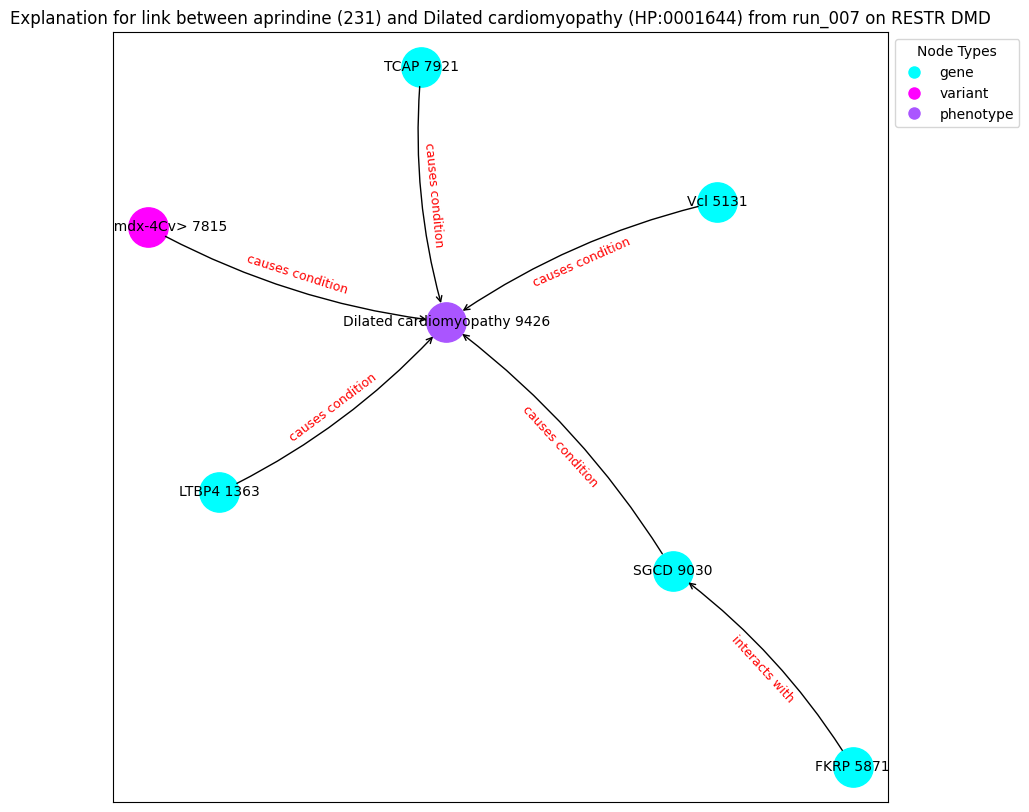 Explanation for link between aprindine (231) and Dilated cardiomyopathy (HP:0001644) from run_007 on RESTR DMD
Node Types
gene
variant
phenotype
TCAP 7921
causes condition
Vcl 5131
causes condition
mdx-4Cv> 7815
causes condition
Dilated cardiomyopathy 9426
causes condition
LTBP4 1363
causes condition
SGCD 9030
interacts with
FKRP 5871